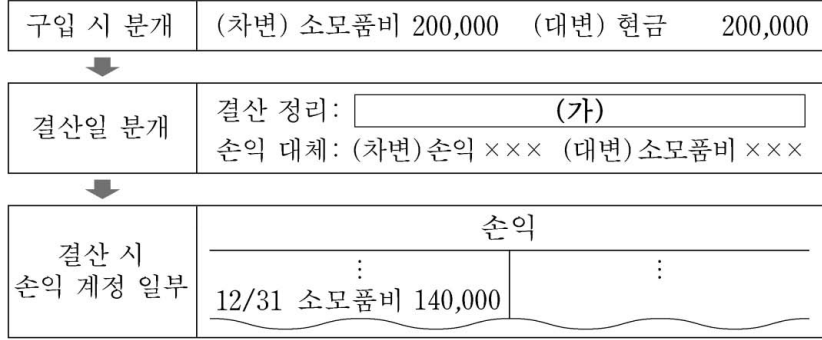 구입 시 분개 (차변) 소모품비 200,000 (대변) 현금 200,000
결산일 분개
결산 정리: (가)
손익 대체: (차변) 손익 ××× (대변) 소모품비 ×××
결산 시
손익 계정 일부
손익
⋮ ⋮
12/31 소모품비 140,000